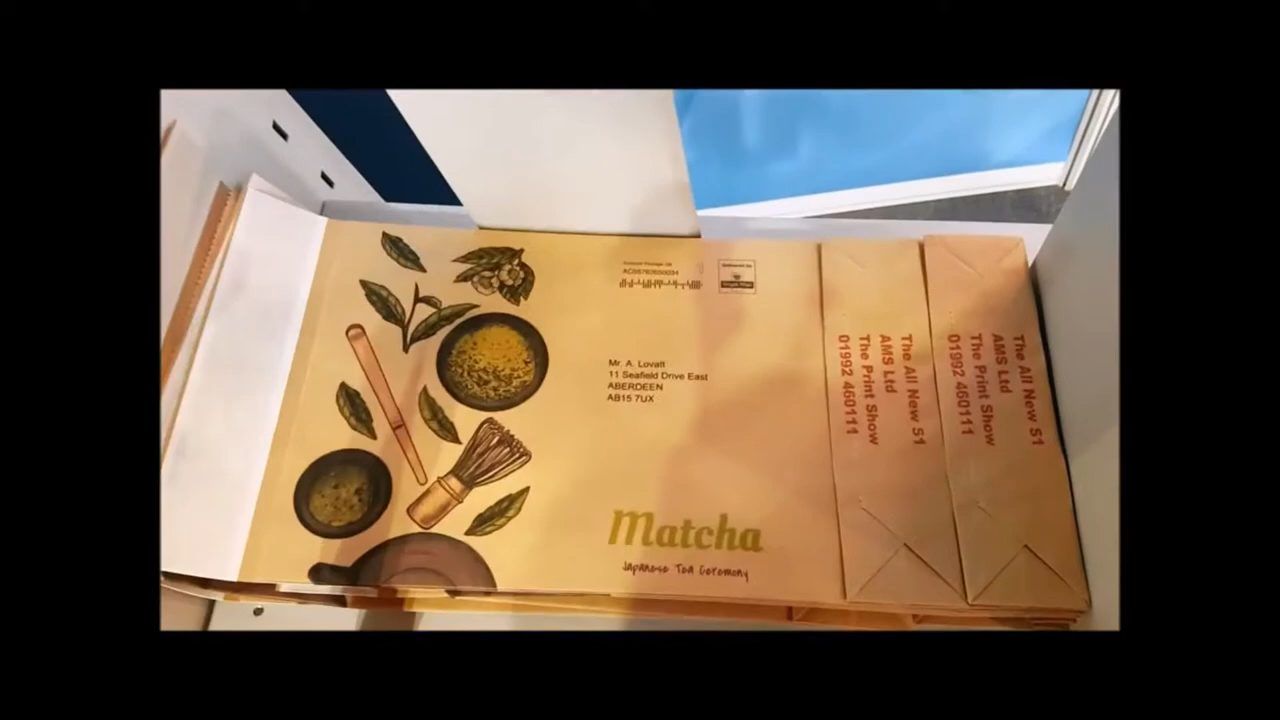 AC05762650034
Mr. A. Lovatt
11 Seafield Drive East
ABERDEEN
AB15 7UX
Matcha
Japanese Tea Ceremony
The All New S1
AMS Ltd
The Print Show
01992 460111
The All New S1
AMS Ltd
The Print Show
01992 460111